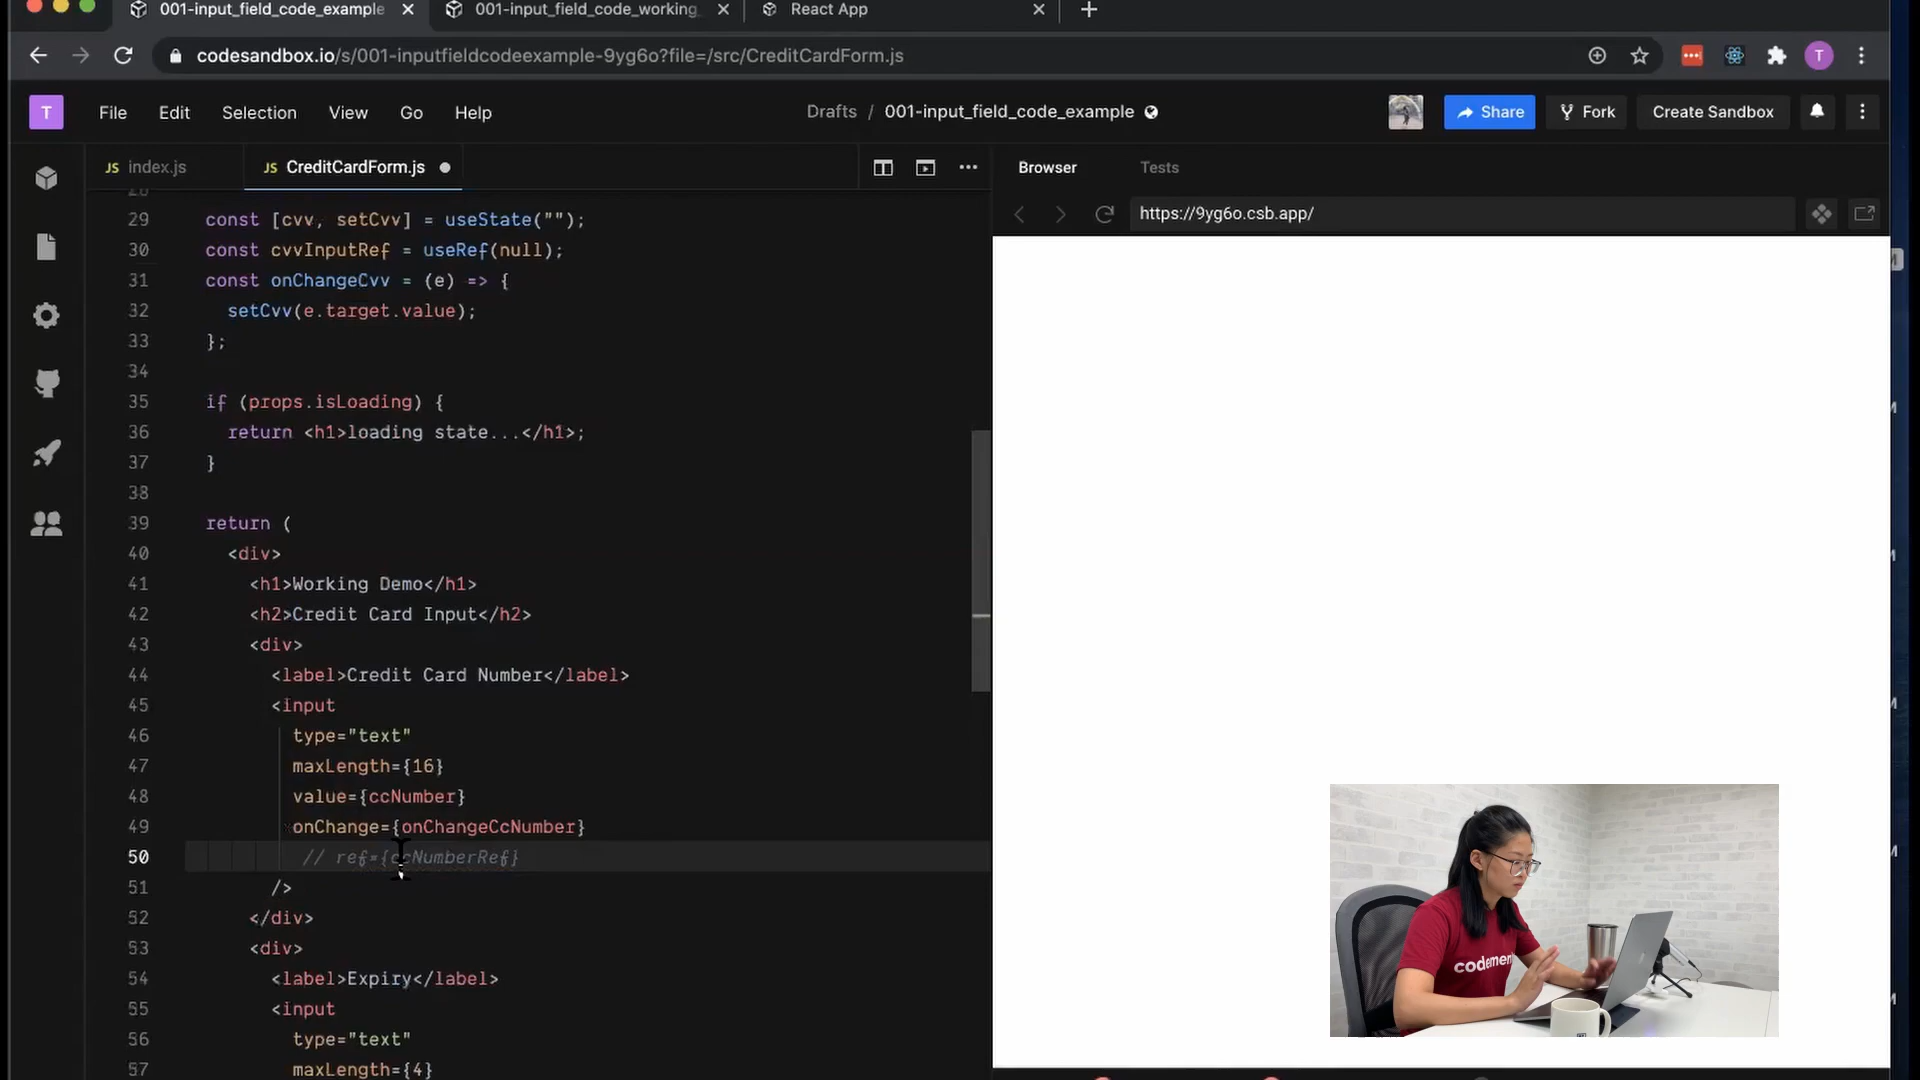 001-input_field_code_example
001-input_field_code_working
React App
codesandbox.io/s/001-inputfieldcodeexample-9yg6o?file=/src/CreditCardForm.js
T
T
File
Edit
Selection
View
Go
Help
Drafts / 001-input_field_code_example
Share
Fork
Create Sandbox
JS index.js
JS CreditCardForm.js
Browser
Tests
https://9yg6o.csb.app/
28
29 const [cvv, setCvv] = useState("");
30 const cvvInputRef = useRef(null);
31 const onChangeCvv = (e) => {
32 setCvv(e.target.value);
33 };
34
35 if (props.isLoading) {
36 return <h1>loading state...</h1>;
37 }
38
39 return (
40 <div>
41 <h1>Working Demo</h1>
42 <h2>Credit Card Input</h2>
43 <div>
44 <label>Credit Card Number</label>
45 <input
46 type="text"
47 maxLength={16}
48 value={ccNumber}
49 onChange={onChangeCcNumber}
50 // ref={ccNumberRef}
51 />
52 </div>
53 <div>
54 <label>Expiry</label>
55 <input
56 type="text"
57 maxLength={4}